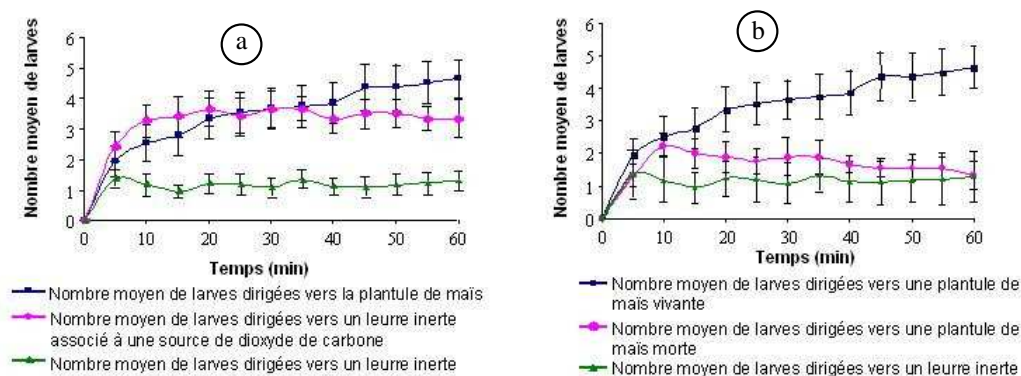 a
Nombre moyen de larves
6
5
4
3
2
1
0
0 10 20 30 40 50 60
Temps (min)
Nombre moyen de larves dirigées vers la plantule de maïs
Nombre moyen de larves dirigées vers un leurre inerte
associé à une source de dioxyde de carbone
Nombre moyen de larves dirigées vers un leurre inerte
b
Nombre moyen de larves
6
5
4
3
2
1
0
0 10 20 30 40 50 60
Temps (min)
Nombre moyen de larves dirigées vers une plantule de
maïs vivante
Nombre moyen de larves dirigées vers une plantule de
maïs morte
Nombre moyen de larves dirigées vers un leurre inerte